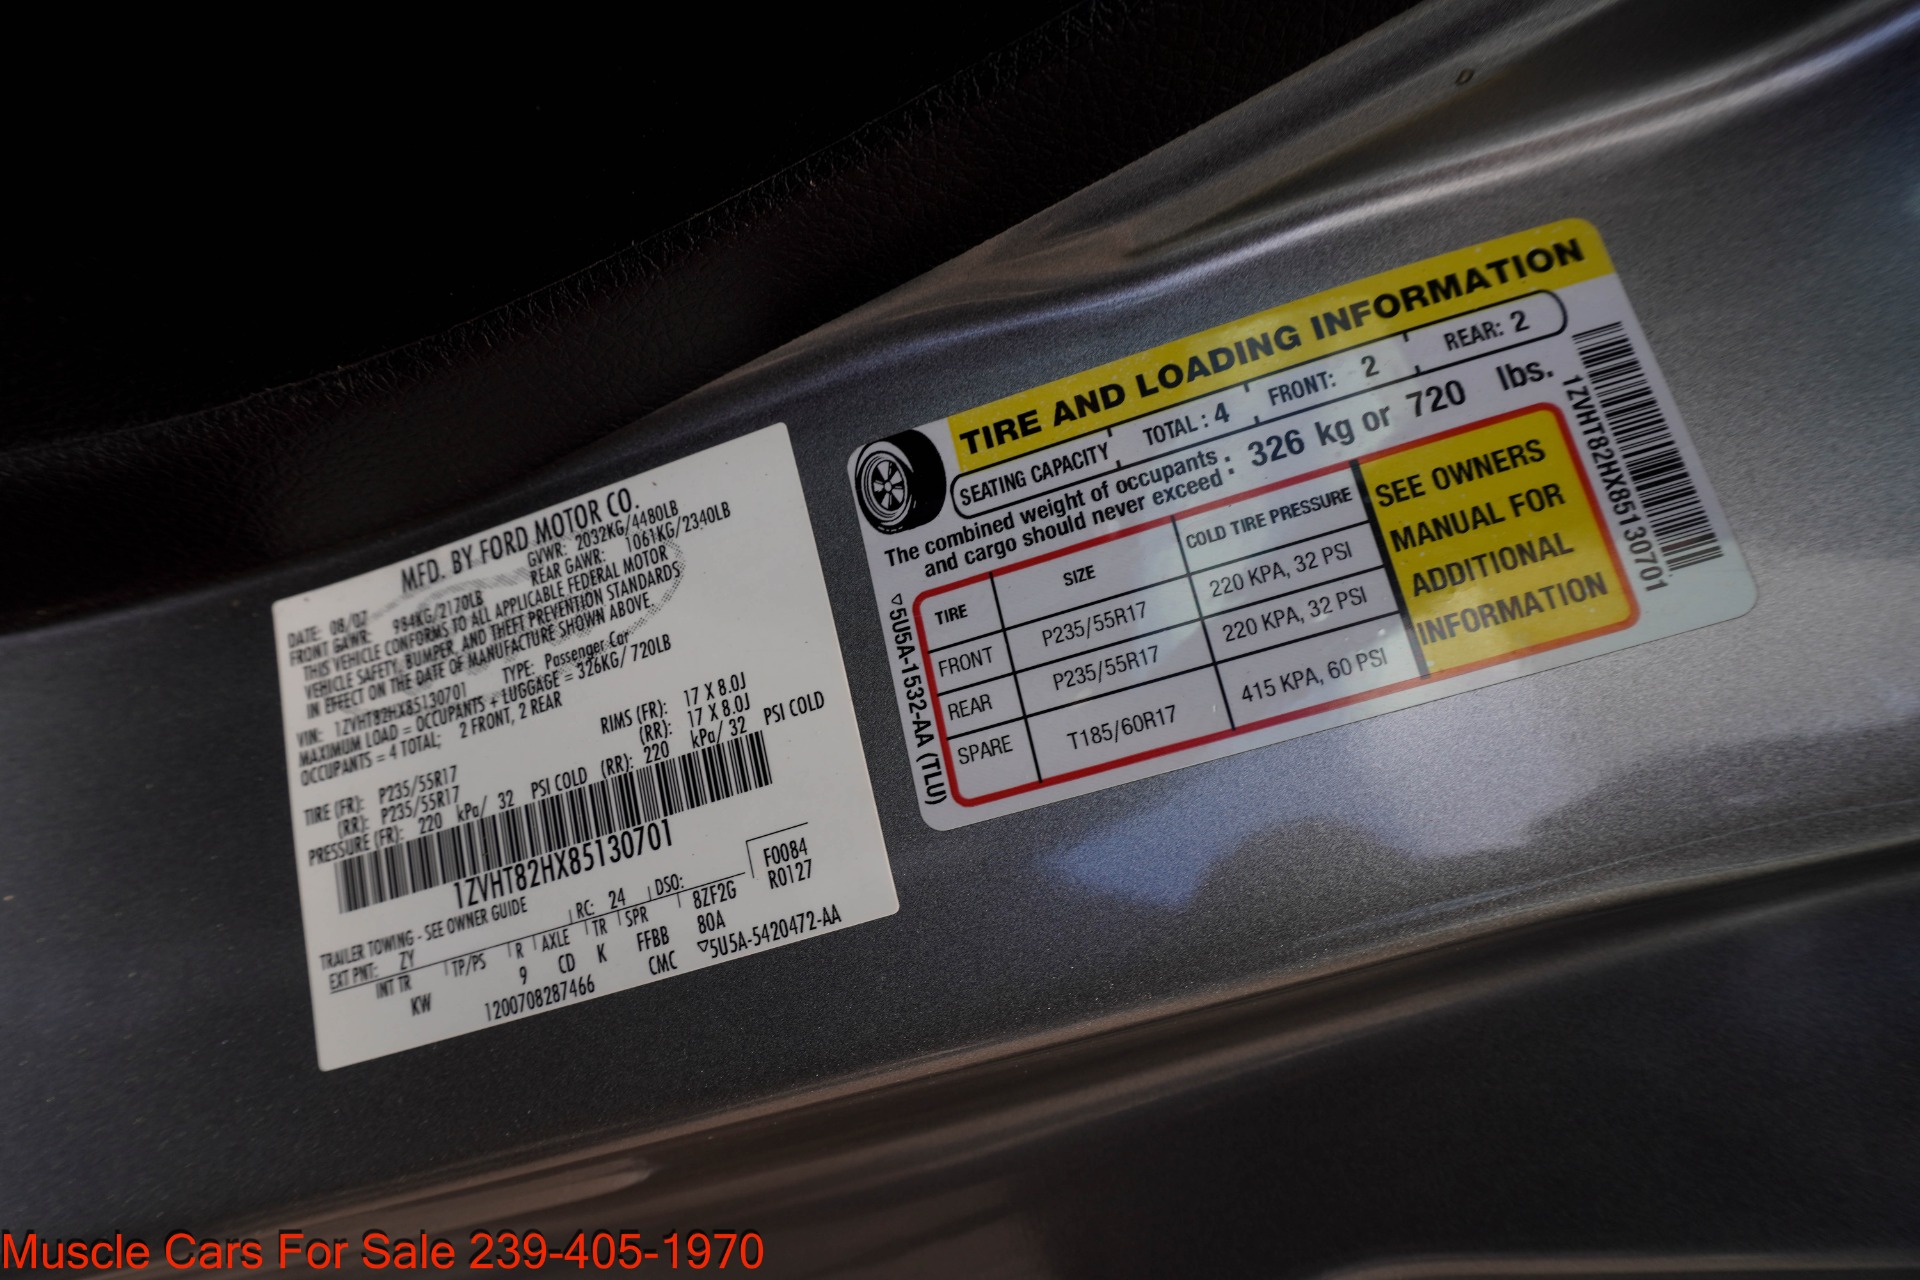 MFD. BY FORD MOTOR CO.
DATE: 08/07 GVWR: 2032KG/4480LB
FRONT GAWR: 984KG/2170LB REAR GAWR: 1061KG/2340LB
THIS VEHICLE CONFORMS TO ALL APPLICABLE FEDERAL MOTOR
VEHICLE SAFETY, BUMPER, AND THEFT PREVENTION STANDARDS
IN EFFECT ON THE DATE OF MANUFACTURE SHOWN ABOVE.
VIN: 1ZVHT82HX85130701 TYPE: Passenger Car
MAXIMUM LOAD = OCCUPANTS + LUGGAGE = 326KG/ 720LB
OCCUPANTS = 4 TOTAL; 2 FRONT, 2 REAR
TIRE (FR): P235/55R17 RIMS (FR): 17 X 8.0J
(RR): P235/55R17 (RR): 17 X 8.0J
PRESSURE (FR): 220 kPa/ 32 PSI COLD (RR): 220 kPa/ 32 PSI COLD
1ZVHT82HX85130701
TRAILER TOWING - SEE OWNER GUIDE
F0084
EXT PNT: ZY RC: 24 DSO: R0127
INT TR TP/PS R AXLE TR SPR 8ZF2G
KW 9 CD K FFBB 80A
1200708287466 CMC ▽5U5A-5420472-AA
TIRE AND LOADING INFORMATION
SEATING CAPACITY TOTAL : 4 FRONT: 2 REAR: 2
The combined weight of occupants
and cargo should never exceed : 326 kg or 720 lbs.
TIRE SIZE COLD TIRE PRESSURE
FRONT P235/55R17 220 KPA, 32 PSI
REAR P235/55R17 220 KPA, 32 PSI
SPARE T185/60R17 415 KPA, 60 PSI
SEE OWNERS
MANUAL FOR
ADDITIONAL
INFORMATION
▽5U5A-1532-AA (TLU)
1ZVHT82HX85130701
Muscle Cars For Sale 239-405-1970